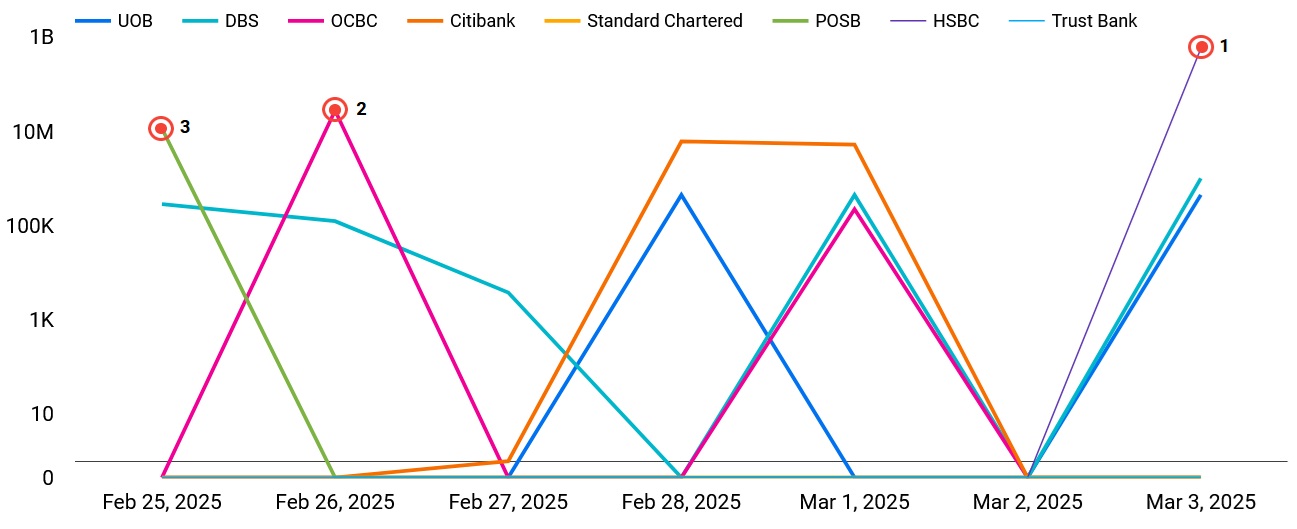 UOB DBS OCBC Citibank Standard Chartered POSB HSBC Trust Bank
1B
1
2
3
10M
100K
1K
10
0
Feb 25, 2025 Feb 26, 2025 Feb 27, 2025 Feb 28, 2025 Mar 1, 2025 Mar 2, 2025 Mar 3, 2025